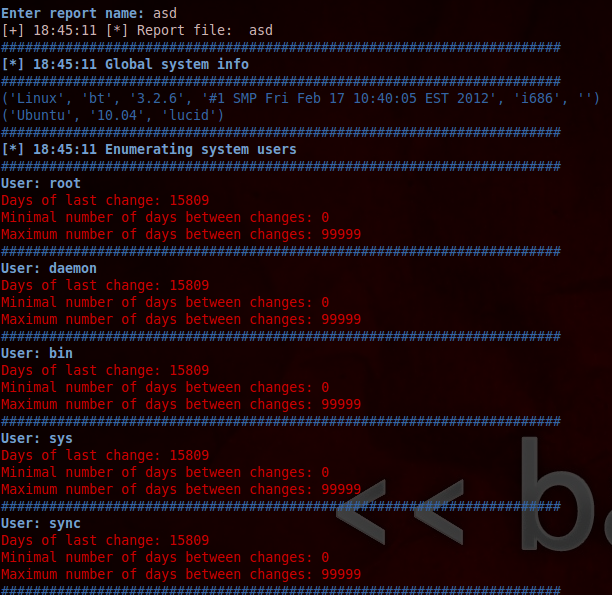 Enter report name: asd
[+] 18:45:11 [*] Report file:  asd
######################################################################
[*] 18:45:11 Global system info
######################################################################
('Linux', 'bt', '3.2.6', '#1 SMP Fri Feb 17 10:40:05 EST 2012', 'i686', '')
('Ubuntu', '10.04', 'lucid')
######################################################################
[*] 18:45:11 Enumerating system users
######################################################################
User: root
Days of last change: 15809
Minimal number of days between changes: 0
Maximum number of days between changes: 99999
######################################################################
User: daemon
Days of last change: 15809
Minimal number of days between changes: 0
Maximum number of days between changes: 99999
######################################################################
User: bin
Days of last change: 15809
Minimal number of days between changes: 0
Maximum number of days between changes: 99999
######################################################################
User: sys
Days of last change: 15809
Minimal number of days between changes: 0
Maximum number of days between changes: 99999
######################################################################
<< b
User: sync
Days of last change: 15809
Minimal number of days between changes: 0
Maximum number of days between changes: 99999
######################################################################